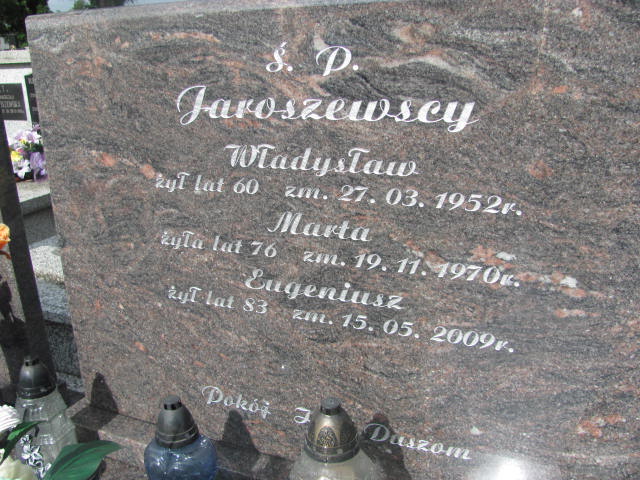 Ś. P.
Jaroszewscy
Władysław
żył lat 60 zm. 27. 03. 1952r.
Marta
żyła lat 76 zm. 19. 11. 1970r.
Eugeniusz
żył lat 83 zm. 15. 05. 2009r.
Pokój Duszom